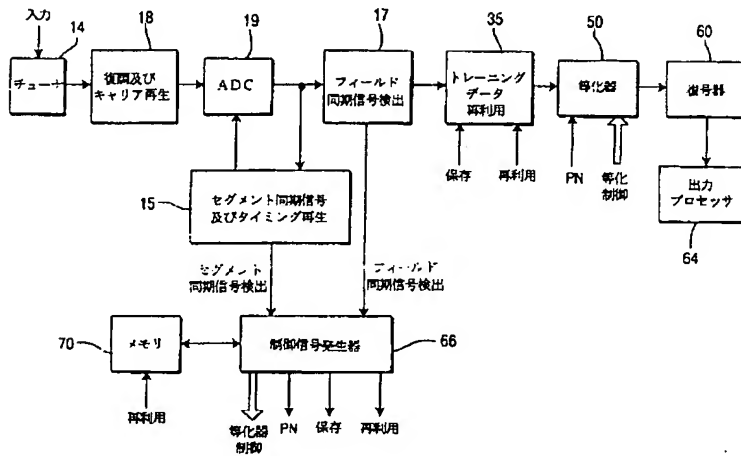 入力
14
18
19
17
35
50
60
チューナ
復調及び
キャリア再生
ADC
フィールド
同期信号検出
トレーニング
データ
再利用
等化器
復号器
保存
再利用
PN
等化
制御
出力
プロセッサ
64
15
セグメント同期信号
及びタイミング再生
セグメント
同期信号検出
フィールド
同期信号検出
70
メモリ
制御信号発生器
66
再利用
等化器
制御
PN
保存
再利用